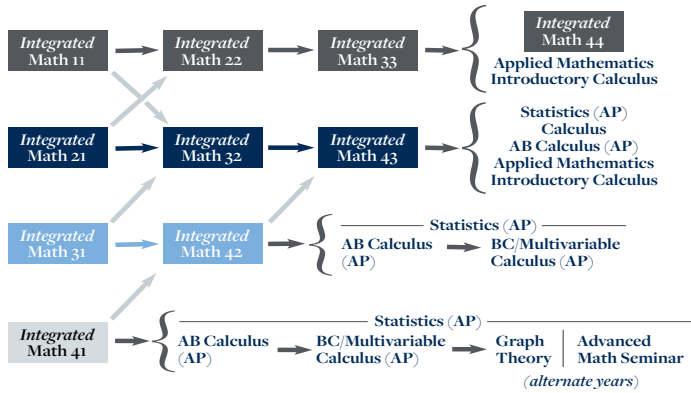 Integrated
Math 11
Integrated
Math 22
Integrated
Math 33
Integrated
Math 44
Applied Mathematics
Introductory Calculus
Integrated
Math 21
Integrated
Math 32
Integrated
Math 43
Statistics (AP)
Calculus
AB Calculus (AP)
Applied Mathematics
Introductory Calculus
Integrated
Math 31
Integrated
Math 42
Statistics (AP)
AB Calculus
(AP)
BC/Multivariable
Calculus (AP)
Integrated
Math 41
Statistics (AP)
AB Calculus
(AP)
BC/Multivariable
Calculus (AP)
Graph
Theory
Advanced
Math Seminar
(alternate years)